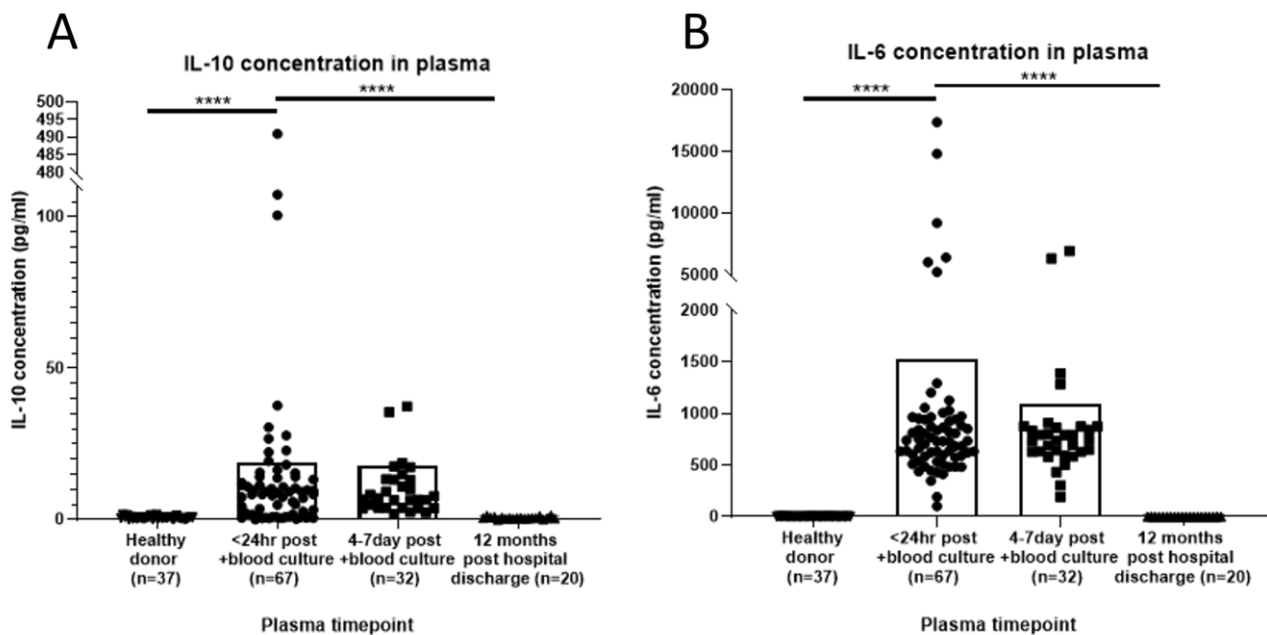 A
IL-10 concentration in plasma
****
****
500
495
490
485
480
100
50
0
IL-10 concentration (pg/ml)
Healthy
donor
(n=37)
<24hr post
+blood culture
(n=67)
4-7day post
+blood culture
(n=32)
12 months
post hospital
discharge (n=20)
Plasma timepoint
B
IL-6 concentration in plasma
****
****
20000
15000
10000
5000
2000
1500
1000
500
0
IL-6 concentration (pg/ml)
Healthy
donor
(n=37)
<24hr post
+blood culture
(n=67)
4-7day post
+blood culture
(n=32)
12 months
post hospital
discharge (n=20)
Plasma timepoint